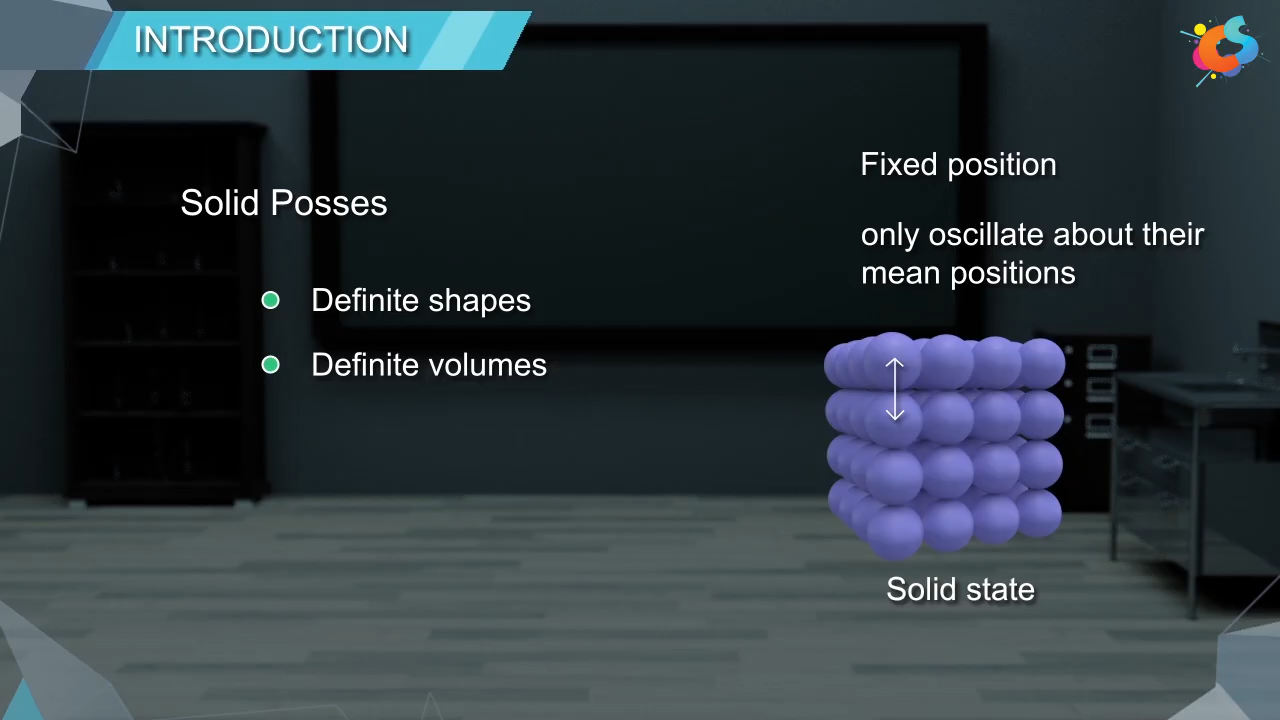 INTRODUCTION
Solid Posses
Definite shapes
Definite volumes
Fixed position
only oscillate about their
mean positions
Solid state